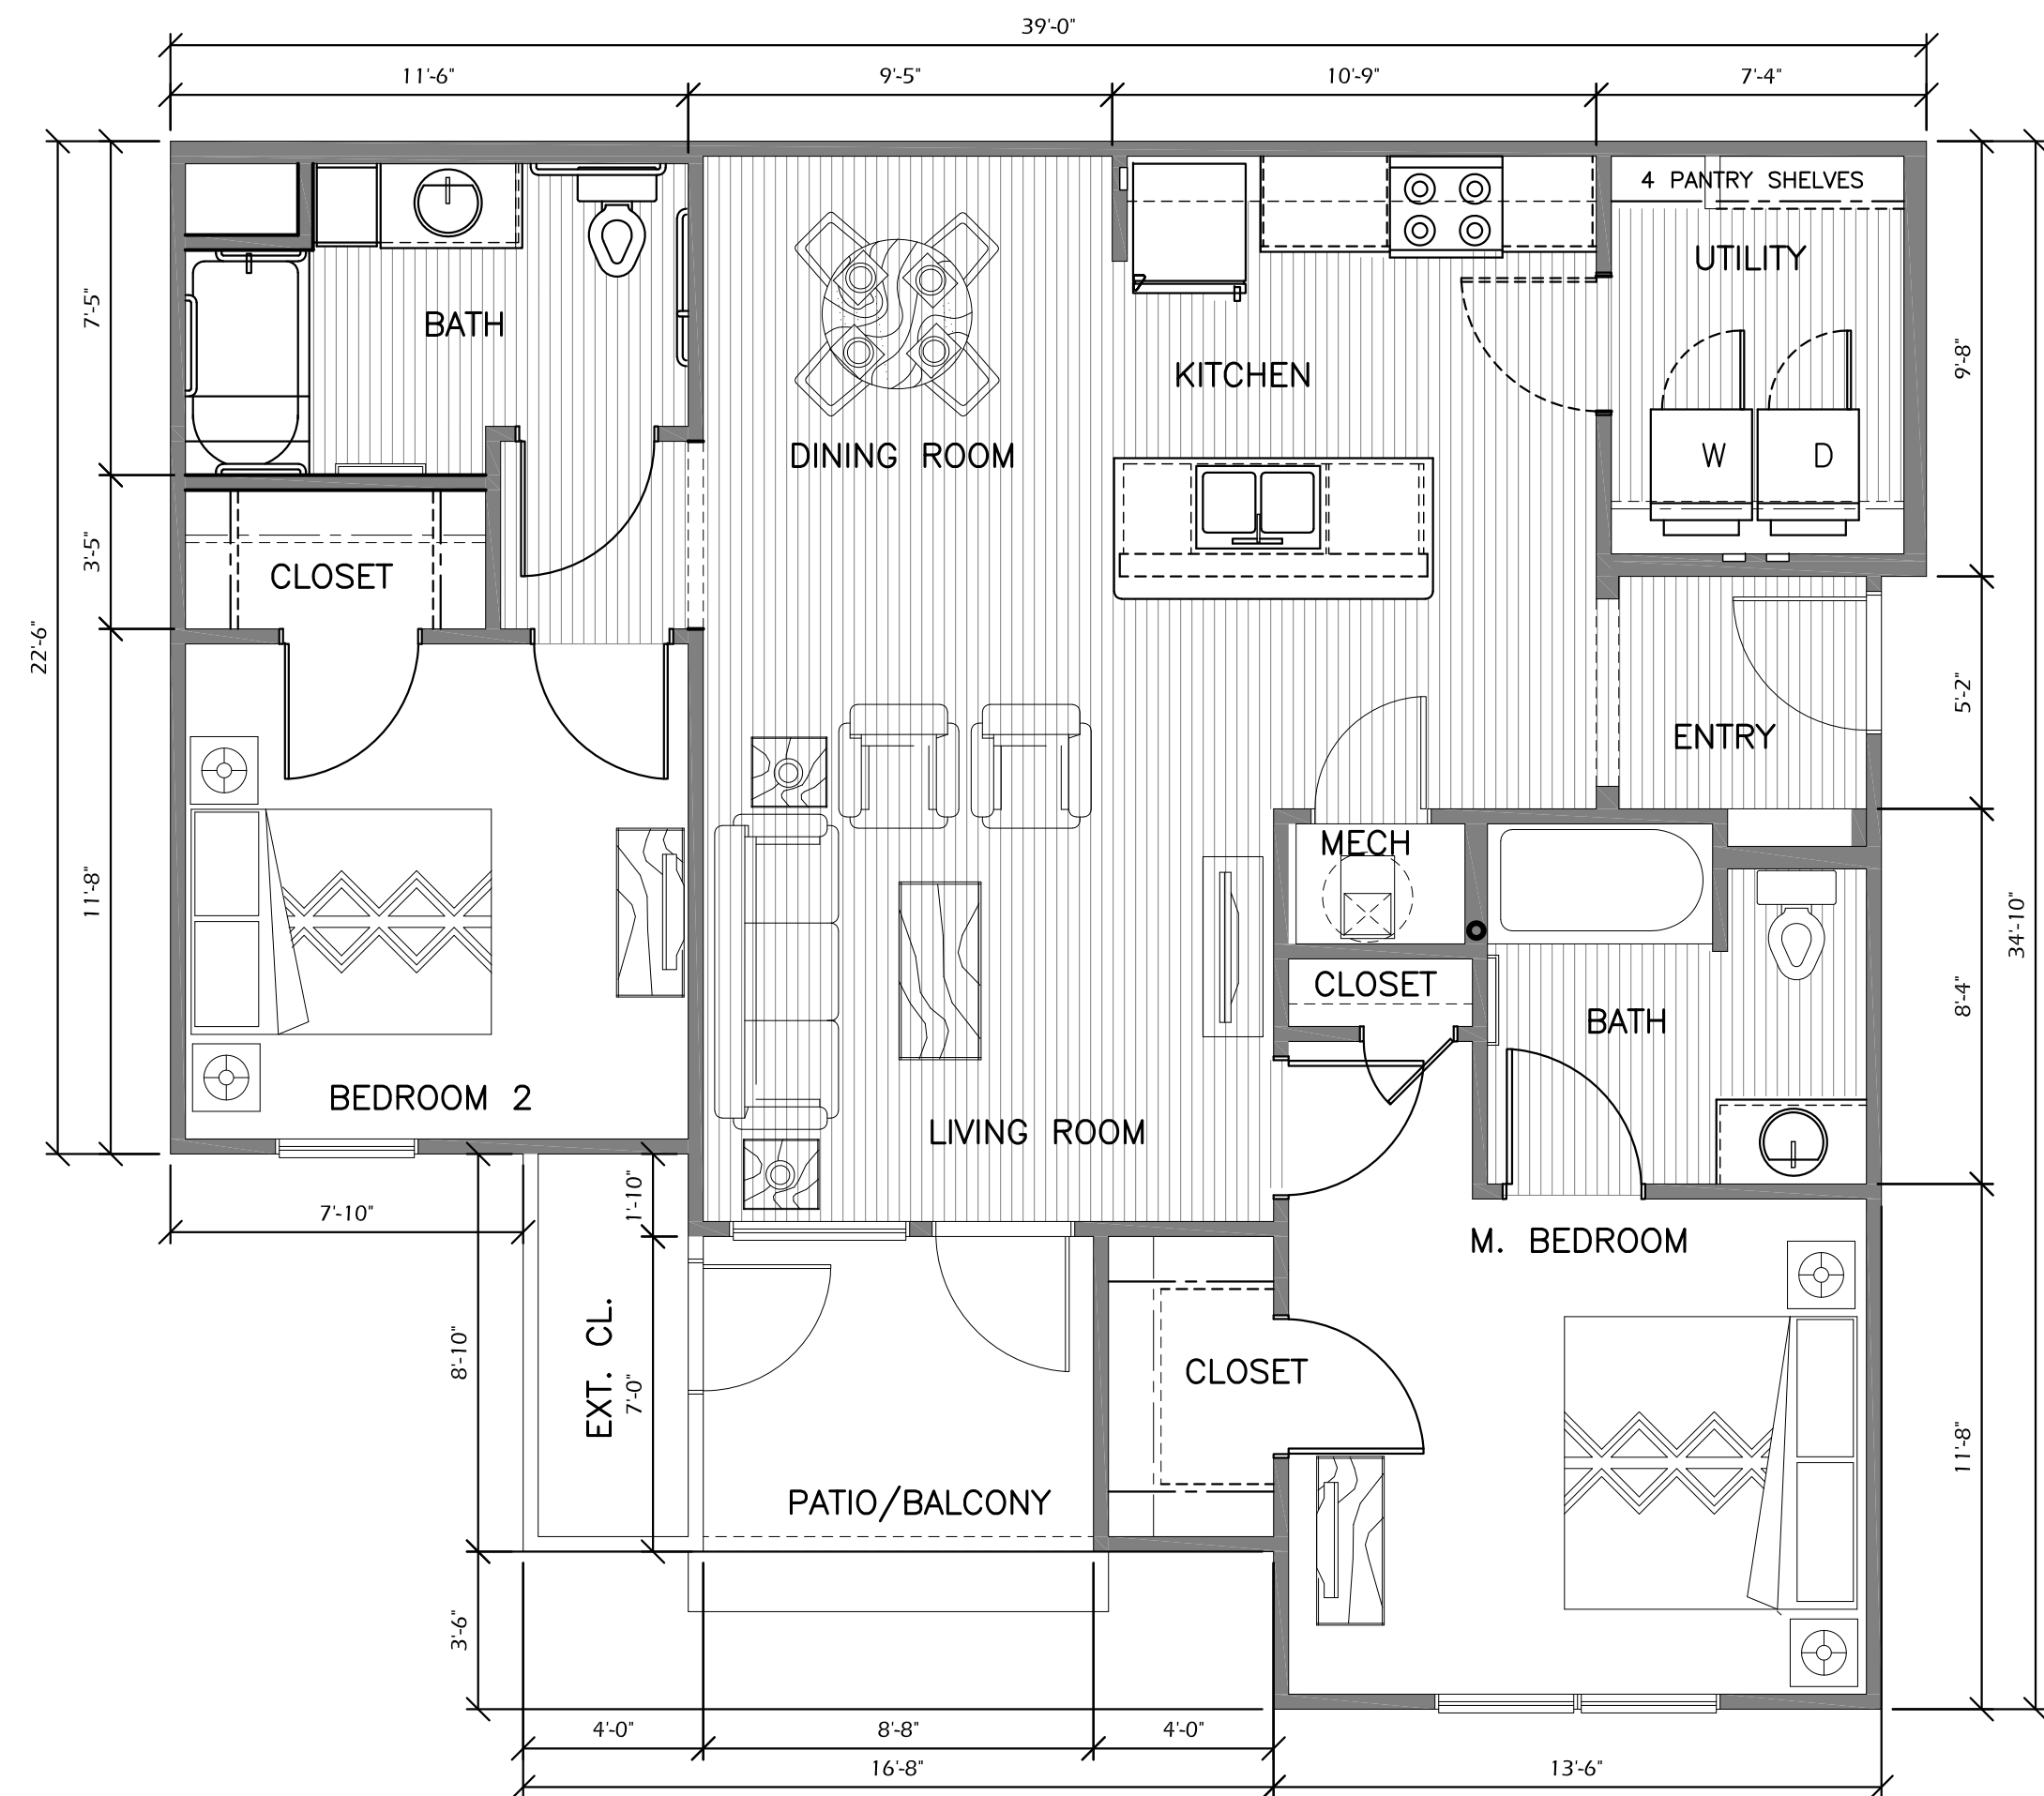 39'-0"
11'-6"
9'-5"
10'-9"
7'-4"
4 PANTRY SHELVES
UTILITY
7'-5"
BATH
9'-8"
KITCHEN
DINING ROOM
W
D
3'-5"
CLOSET
22'-6"
5'-2"
ENTRY
MECH
11'-8"
34'-10"
CLOSET
8'-4"
BATH
BEDROOM 2
LIVING ROOM
1'-10"
7'-10"
M. BEDROOM
8'-10"
EXT. CL.
7'-0"
CLOSET
11'-8"
PATIO/BALCONY
3'-6"
4'-0"
8'-8"
4'-0"
16'-8"
13'-6"